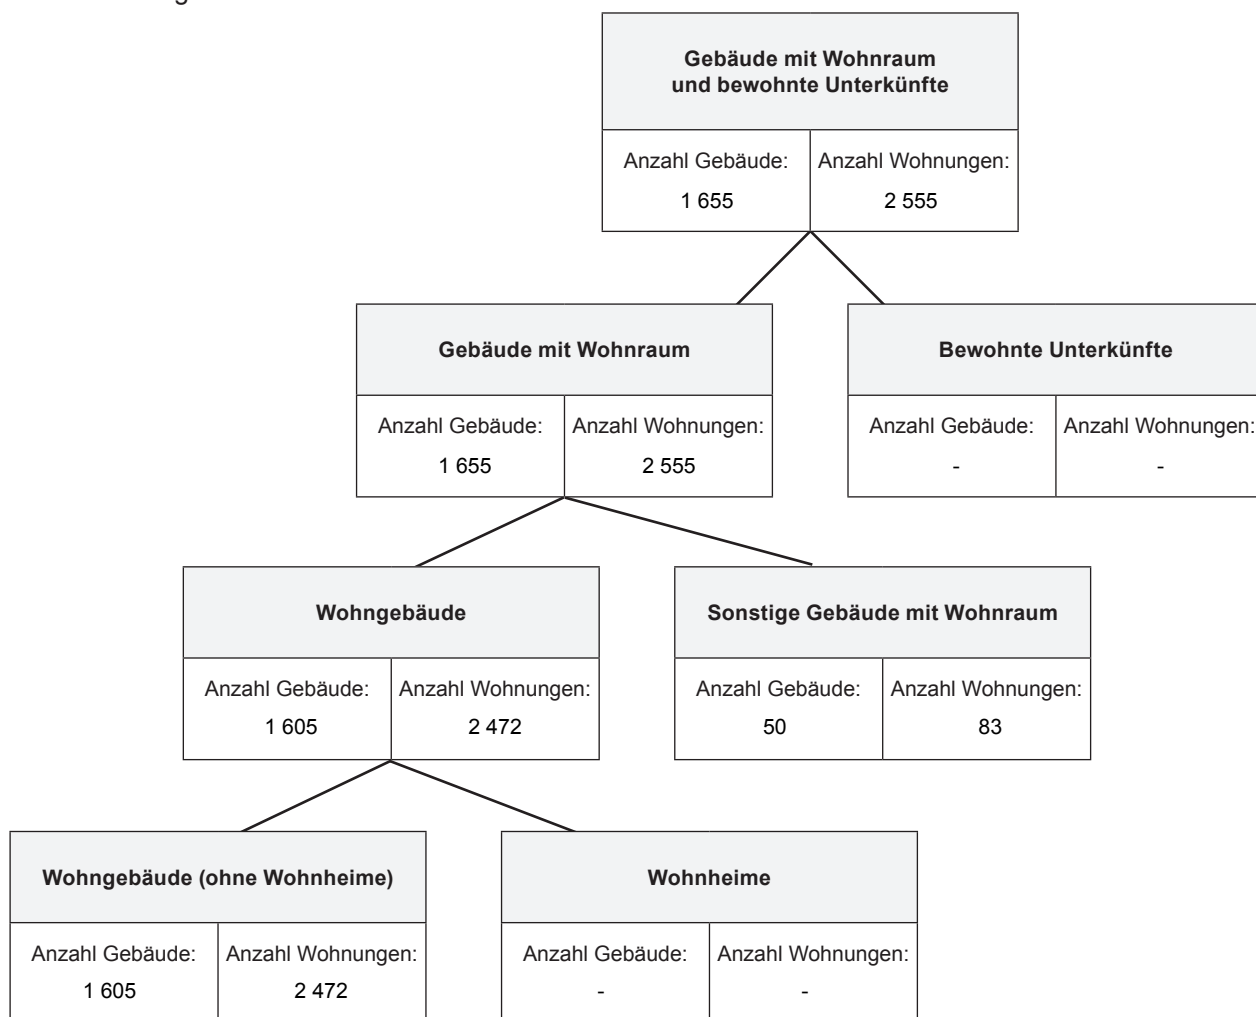 Gebäude mit Wohnraum
und bewohnte Unterkünfte
Anzahl Gebäude:
1 655
Anzahl Wohnungen:
2 555
Gebäude mit Wohnraum
Anzahl Gebäude:
1 655
Anzahl Wohnungen:
2 555
Bewohnte Unterkünfte
Anzahl Gebäude:
-
Anzahl Wohnungen:
-
Wohngebäude
Anzahl Gebäude:
1 605
Anzahl Wohnungen:
2 472
Sonstige Gebäude mit Wohnraum
Anzahl Gebäude:
50
Anzahl Wohnungen:
83
Wohngebäude (ohne Wohnheime)
Anzahl Gebäude:
1 605
Anzahl Wohnungen:
2 472
Wohnheime
Anzahl Gebäude:
-
Anzahl Wohnungen:
-